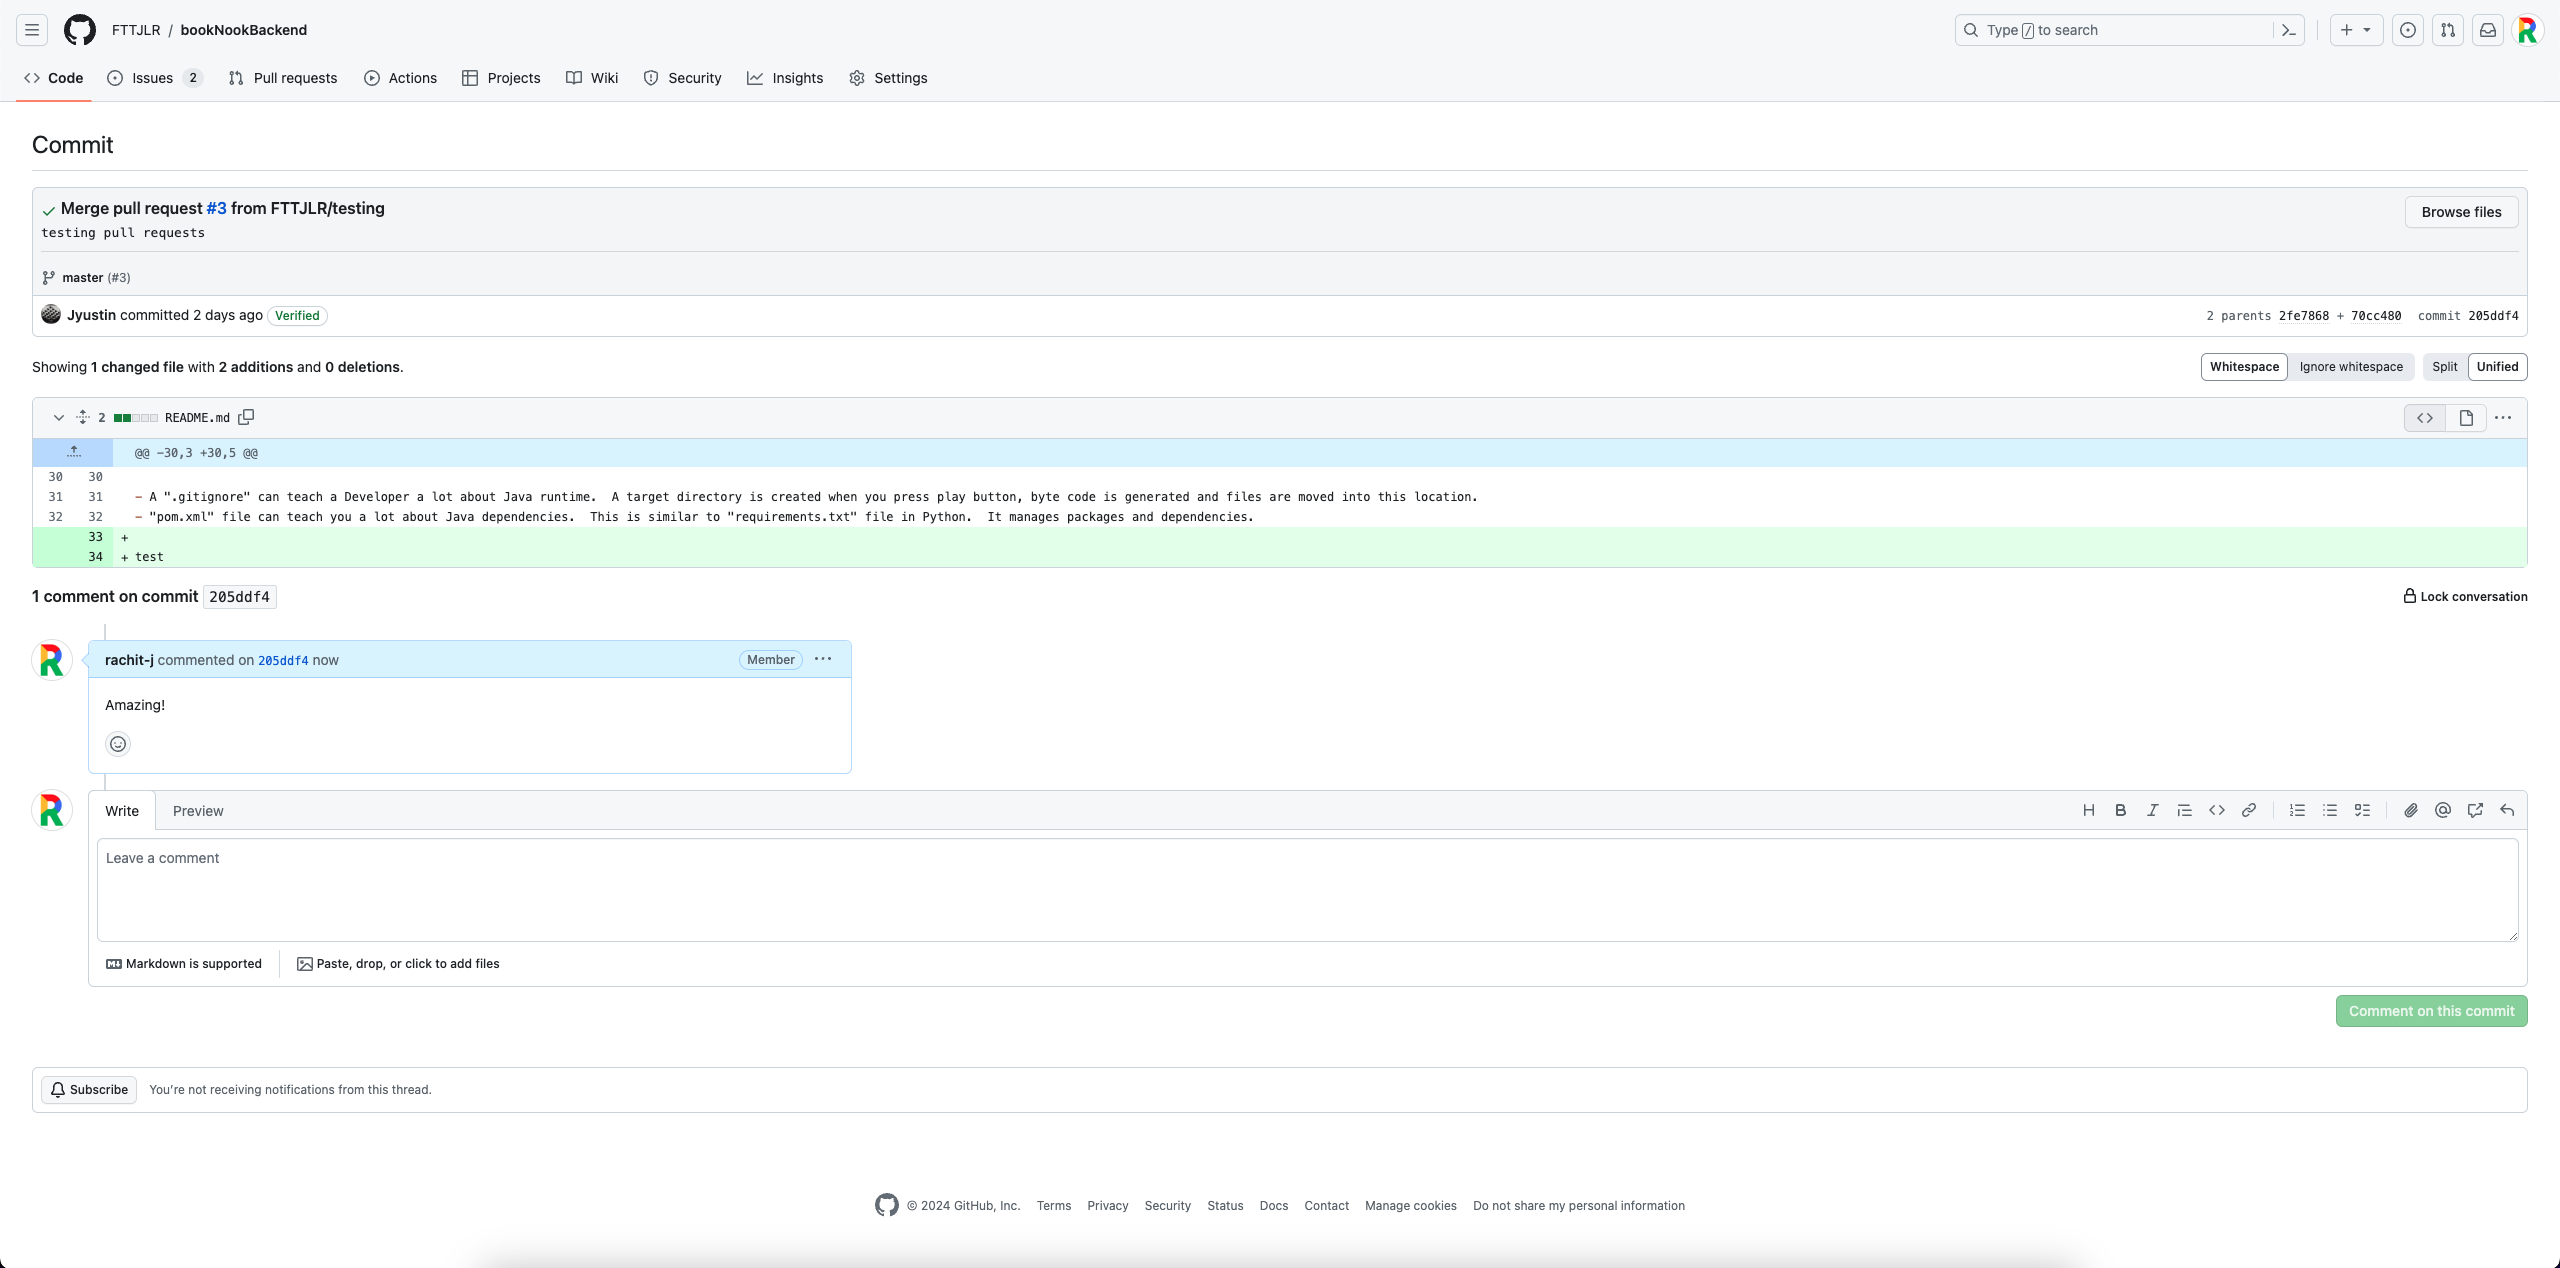 FTTJLR / bookNookBackend
Type / to search
Code Issues 2 Pull requests Actions Projects Wiki Security Insights Settings
Commit
Merge pull request #3 from FTTJLR/testing
Browse files
testing pull requests
master (#3)
Jyustin committed 2 days ago Verified
2 parents 2fe7868 + 70cc480 commit 205ddf4
Showing 1 changed file with 2 additions and 0 deletions.
Whitespace Ignore whitespace Split Unified
2 README.md
@@ -30,3 +30,5 @@
30 30
31 31 - A ".gitignore" can teach a Developer a lot about Java runtime.  A target directory is created when you press play button, byte code is generated and files are moved into this location.
32 32 - "pom.xml" file can teach you a lot about Java dependencies.  This is similar to "requirements.txt" file in Python.  It manages packages and dependencies.
33 +
34 + test
1 comment on commit 205ddf4
Lock conversation
rachit-j commented on 205ddf4 now
Member
Amazing!
Write Preview
Leave a comment
Markdown is supported
Paste, drop, or click to add files
Comment on this commit
Subscribe You're not receiving notifications from this thread.
© 2024 GitHub, Inc. Terms Privacy Security Status Docs Contact Manage cookies Do not share my personal information